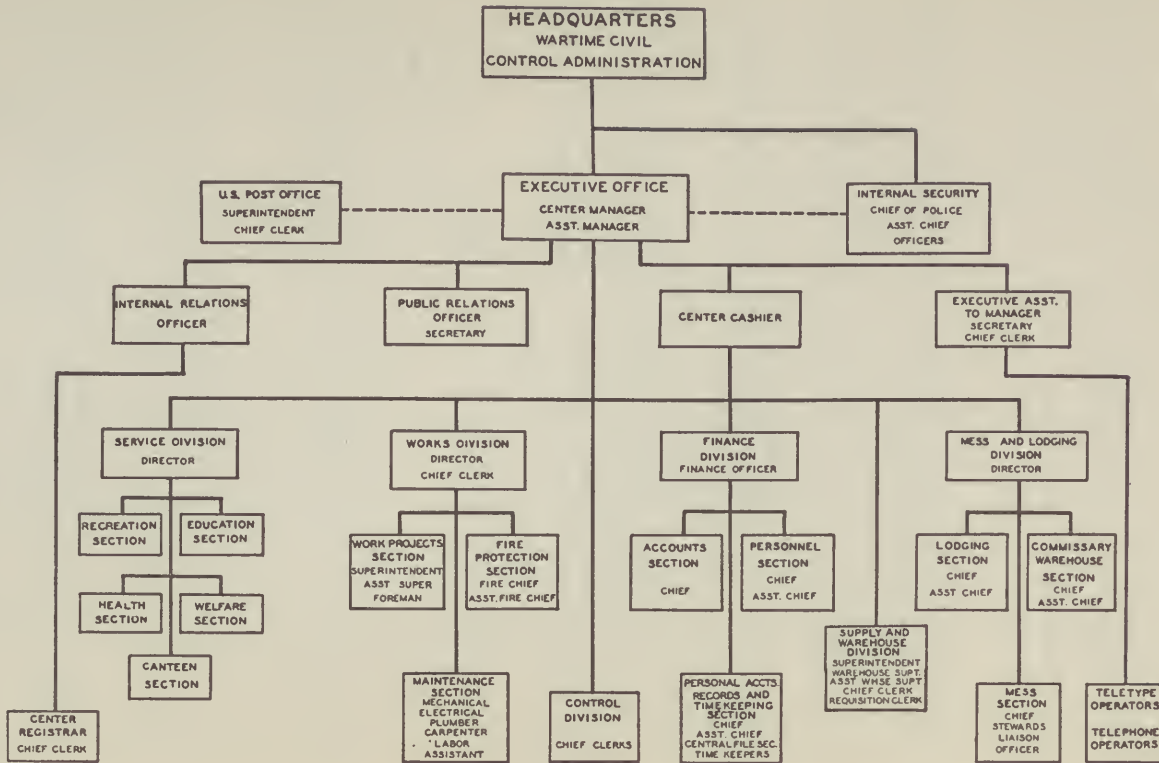 HEADQUARTERS
WARTIME CIVIL
CONTROL ADMINISTRATION
U.S. POST OFFICE
SUPERINTENDENT
CHIEF CLERK
EXECUTIVE OFFICE
CENTER MANAGER
ASST. MANAGER
INTERNAL SECURITY
CHIEF OF POLICE
ASST. CHIEF
OFFICERS
INTERNAL RELATIONS
OFFICER
PUBLIC RELATIONS
OFFICER
SECRETARY
CENTER CASHIER
EXECUTIVE ASST.
TO MANAGER
SECRETARY
CHIEF CLERK
SERVICE DIVISION
DIRECTOR
WORKS DIVISION
DIRECTOR
CHIEF CLERK
FINANCE
DIVISION
FINANCE OFFICER
MESS AND LODGING
DIVISION
DIRECTOR
RECREATION
SECTION
EDUCATION
SECTION
WORK PROJECTS
SECTION
SUPERINTENDENT
ASST SUPER
FOREMAN
FIRE
PROTECTION
SECTION
FIRE CHIEF
ASST. FIRE CHIEF
ACCOUNTS
SECTION
CHIEF
PERSONNEL
SECTION
CHIEF
ASST. CHIEF
LODGING
SECTION
CHIEF
ASST CHIEF
COMMISSARY
WAREHOUSE
SECTION
CHIEF
ASST. CHIEF
HEALTH
SECTION
WELFARE
SECTION
CANTEEN
SECTION
SUPPLY AND
WAREHOUSE
DIVISION
SUPERINTENDENT
WAREHOUSE SUPT.
ASST WHSE SUPT
CHIEF CLERK
REQUISITION CLERK
CENTER
REGISTRAR
CHIEF CLERK
MAINTENANCE
SECTION
MECHANICAL
ELECTRICAL
PLUMBER
CARPENTER
LABOR
ASSISTANT
CONTROL
DIVISION
CHIEF CLERKS
PERSONAL ACCTS.
RECORDS AND
TIMEKEEPING
SECTION
CHIEF
ASST. CHIEF
CENTRAL FILE SEC.
TIME KEEPERS
MESS
SECTION
CHIEF
STEWARDS
LIAISON
OFFICER
TELETYPE
OPERATORS
TELEPHONE
OPERATORS